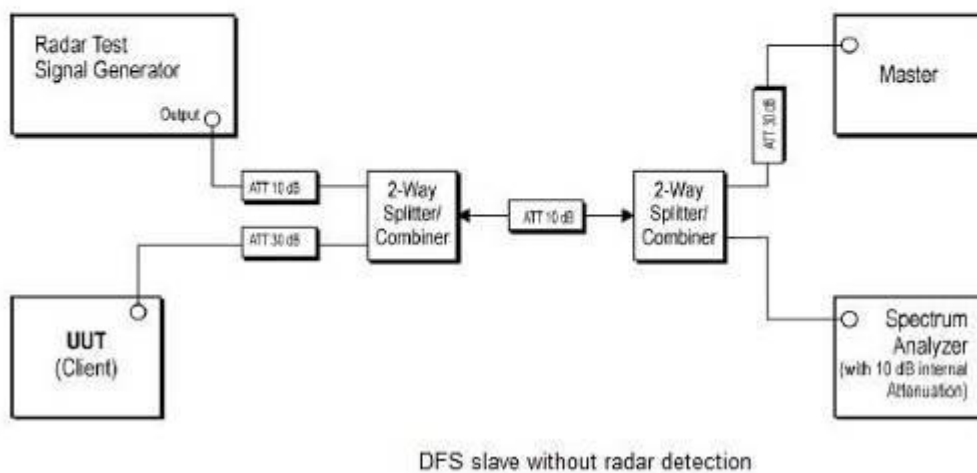 Radar Test
Signal Generator
Output
Master
ATT 30 dB
ATT 10 dB
2-Way
Splitter/
Combiner
ATT 10 dB
2-Way
Splitter/
Combiner
ATT 30 dB
UUT
(Client)
Spectrum
Analyzer
(with 10 dB internal
Attenuation)
DFS slave without radar detection